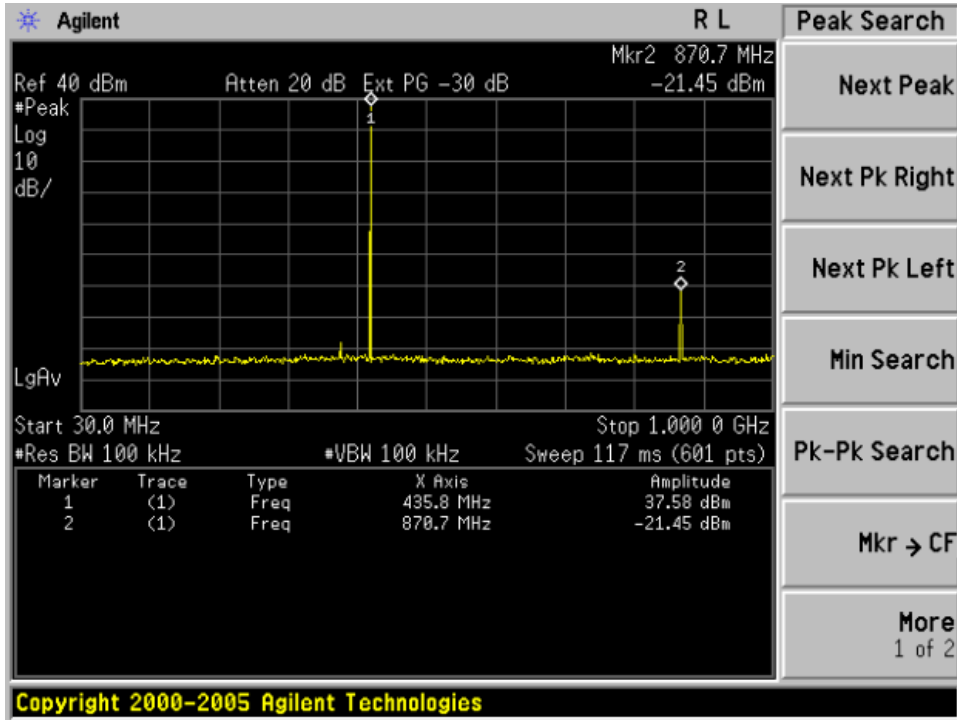 Agilent R L Peak Search
Mkr2 870.7 MHz
Ref 40 dBm Atten 20 dB Ext PG -30 dB -21.45 dBm
#Peak
Log
10
dB/
1
2
LgAv
Start 30.0 MHz Stop 1.000 0 GHz
#Res BW 100 kHz #VBW 100 kHz Sweep 117 ms (601 pts)
Marker Trace Type X Axis Amplitude
1 (1) Freq 435.8 MHz 37.58 dBm
2 (1) Freq 870.7 MHz -21.45 dBm
Next Peak
Next Pk Right
Next Pk Left
Min Search
Pk-Pk Search
Mkr → CF
More
1 of 2
Copyright 2000-2005 Agilent Technologies